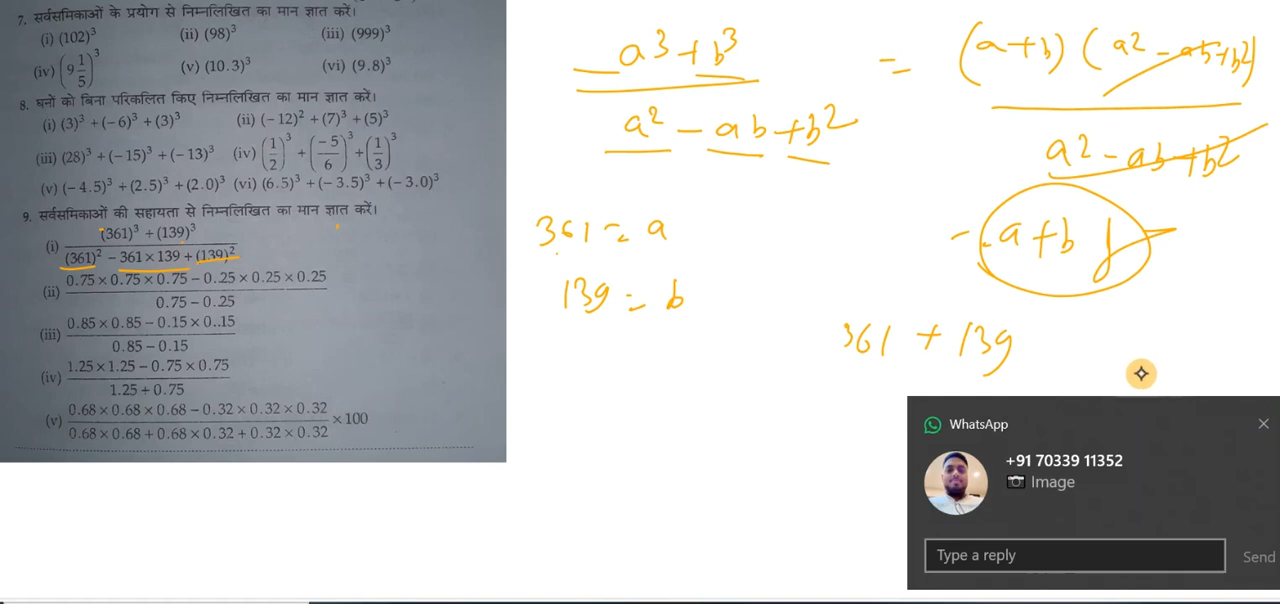 7. सर्वसमिकाओं के प्रयोग से निम्नलिखित का मान ज्ञात करें।
(i) (102)³ (ii) (98)³ (iii) (999)³
(iv) (9 1/5)³ (v) (10.3)³ (vi) (9.8)³
8. घनों को बिना परिकलित किए निम्नलिखित का मान ज्ञात करें।
(i) (3)³ + (−6)³ + (3)³ (ii) (−12)² + (7)³ + (5)³
(iii) (28)³ + (−15)³ + (−13)³ (iv) (1/2)³ + (−5/6)³ + (1/3)³
(v) (−4.5)³ + (2.5)³ + (2.0)³ (vi) (6.5)³ + (−3.5)³ + (−3.0)³
9. सर्वसमिकाओं की सहायता से निम्नलिखित का मान ज्ञात करें।
(i) (361)³ + (139)³
(361)² − 361 × 139 + (139)²
(ii) 0.75 × 0.75 × 0.75 − 0.25 × 0.25 × 0.25
0.75 − 0.25
(iii) 0.85 × 0.85 − 0.15 × 0..15
0.85 − 0.15
(iv) 1.25 × 1.25 − 0.75 × 0.75
1.25 + 0.75
(v) 0.68 × 0.68 × 0.68 − 0.32 × 0.32 × 0.32 × 100
0.68 × 0.68 + 0.68 × 0.32 + 0.32 × 0.32
a³ + b³ = (a+b) (a² − ab + b²)
a² − ab + b² a² − ab + b²
361 = a
139 = b
a + b
361 + 139
WhatsApp
+91 70339 11352
Image
Type a reply
Send